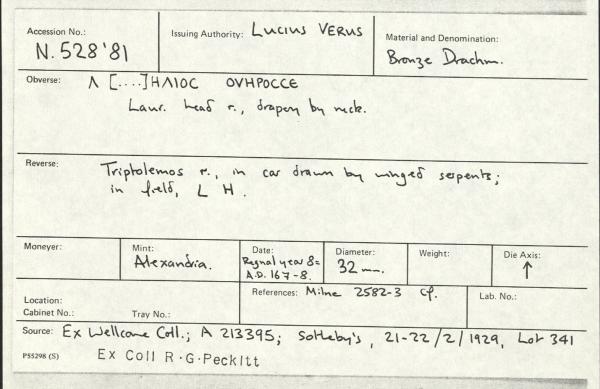 Accession No.: N.528'81
Issuing Authority: LUCIUS VERUS
Material and Denomination: Bronze Drachm.
Obverse: Λ [....]ΗΛΙΟC OVHPOCCE
Laur. head r., drapery by neck.
Reverse: Triptolemos r., in car drawn by winged serpents;
in field, L H.
Moneyer:
Mint: Alexandria.
Date: Regnal year 8 = A.D. 167-8.
Diameter: 32 mm.
Weight:
Die Axis: ↑
Location:
Cabinet No.: Tray No.:
References: Milne 2582-3 cf.
Lab. No.:
Source: Ex Wellcome Coll.; A 213395; Sotheby's, 21-22/2/1929, Lot 341
P55298 (S) Ex Coll R.G.Peckitt